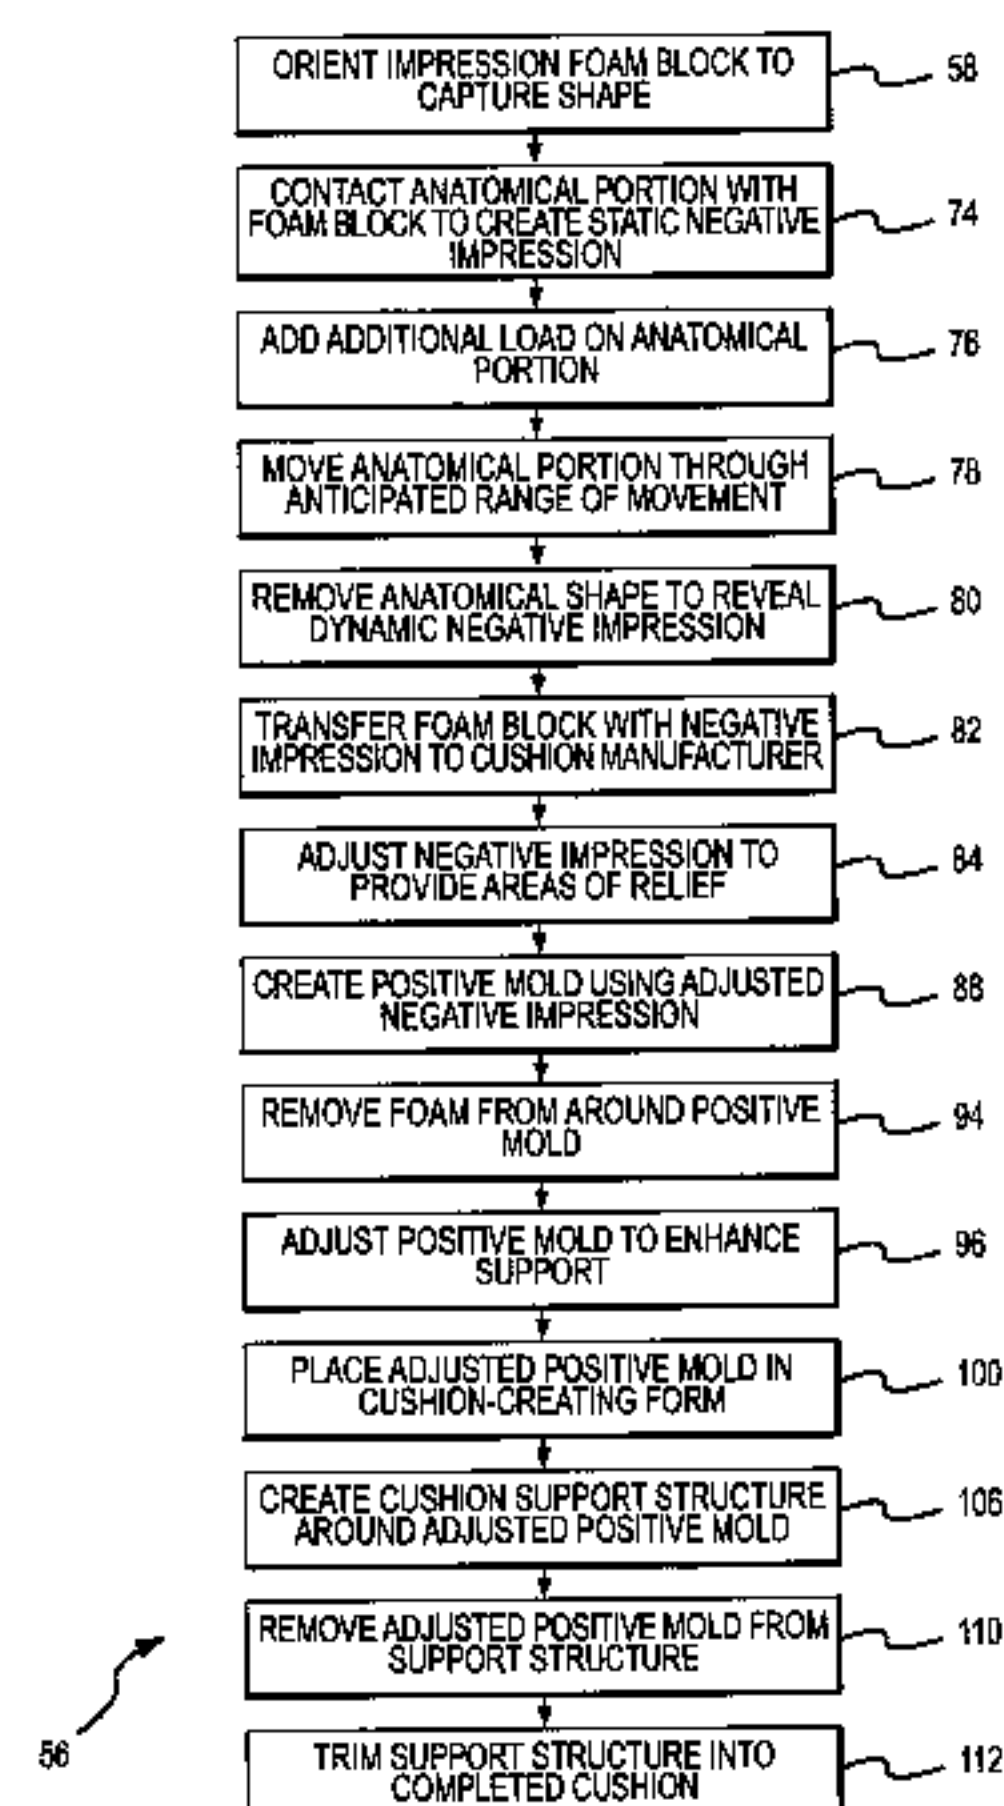 ORIENT IMPRESSION FOAM BLOCK TO
CAPTURE SHAPE
58
CONTACT ANATOMICAL PORTION WITH
FOAM BLOCK TO CREATE STATIC NEGATIVE
IMPRESSION
74
ADD ADDITIONAL LOAD ON ANATOMICAL
PORTION
76
MOVE ANATOMICAL PORTION THROUGH
ANTICIPATED RANGE OF MOVEMENT
78
REMOVE ANATOMICAL SHAPE TO REVEAL
DYNAMIC NEGATIVE IMPRESSION
80
TRANSFER FOAM BLOCK WITH NEGATIVE
IMPRESSION TO CUSHION MANUFACTURER
82
ADJUST NEGATIVE IMPRESSION TO
PROVIDE AREAS OF RELIEF
84
CREATE POSITIVE MOLD USING ADJUSTED
NEGATIVE IMPRESSION
88
REMOVE FOAM FROM AROUND POSITIVE
MOLD
94
ADJUST POSITIVE MOLD TO ENHANCE
SUPPORT
96
PLACE ADJUSTED POSITIVE MOLD IN
CUSHION-CREATING FORM
100
CREATE CUSHION SUPPORT STRUCTURE
AROUND ADJUSTED POSITIVE MOLD
106
REMOVE ADJUSTED POSITIVE MOLD FROM
SUPPORT STRUCTURE
110
56
TRIM SUPPORT STRUCTURE INTO
COMPLETED CUSHION
112